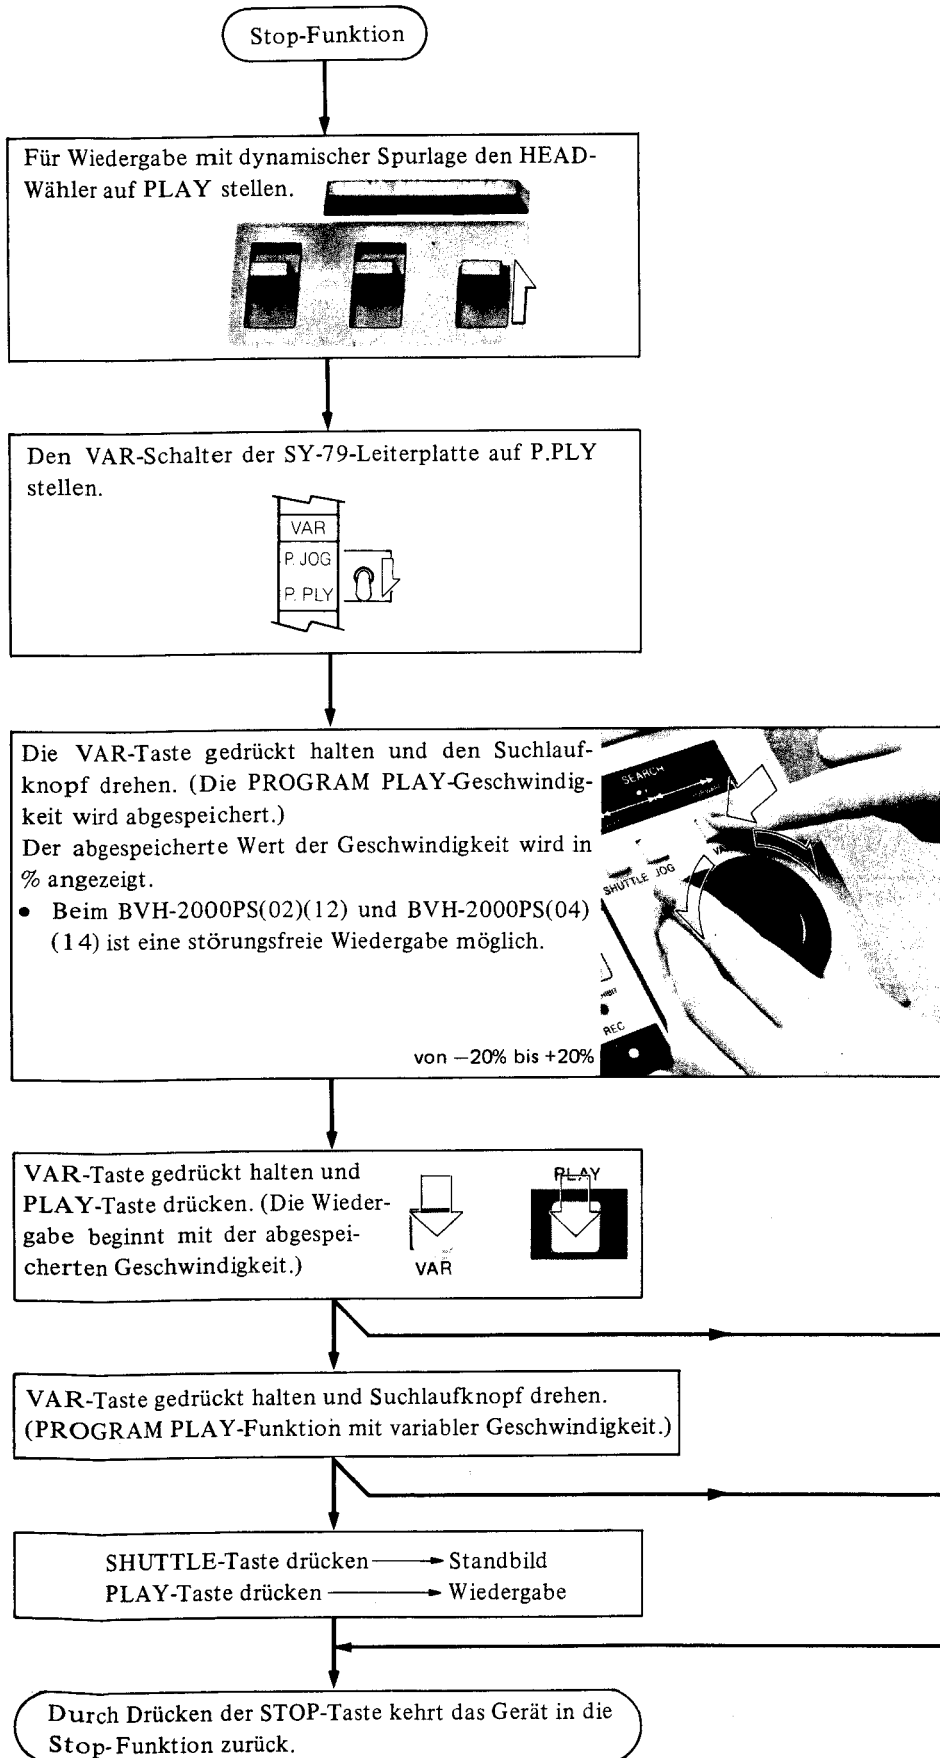 Stop-Funktion
Für Wiedergabe mit dynamischer Spurlage den HEAD-
Wähler auf PLAY stellen.
Den VAR-Schalter der SY-79-Leiterplatte auf P.PLY
stellen.
VAR
P. JOG
P. PLY
Die VAR-Taste gedrückt halten und den Suchlauf-
knopf drehen. (Die PROGRAM PLAY-Geschwindig-
keit wird abgespeichert.)
Der abgespeicherte Wert der Geschwindigkeit wird in
% angezeigt.
• Beim BVH-2000PS(02)(12) und BVH-2000PS(04)
(14) ist eine störungsfreie Wiedergabe möglich.
von −20% bis +20%
SEARCH
SHUTTLE JOG
REC
VAR-Taste gedrückt halten und
PLAY-Taste drücken. (Die Wieder-
gabe beginnt mit der abgespei-
cherten Geschwindigkeit.)
VAR
PLAY
VAR-Taste gedrückt halten und Suchlaufknopf drehen.
(PROGRAM PLAY-Funktion mit variabler Geschwindigkeit.)
SHUTTLE-Taste drücken → Standbild
PLAY-Taste drücken → Wiedergabe
Durch Drücken der STOP-Taste kehrt das Gerät in die
Stop-Funktion zurück.